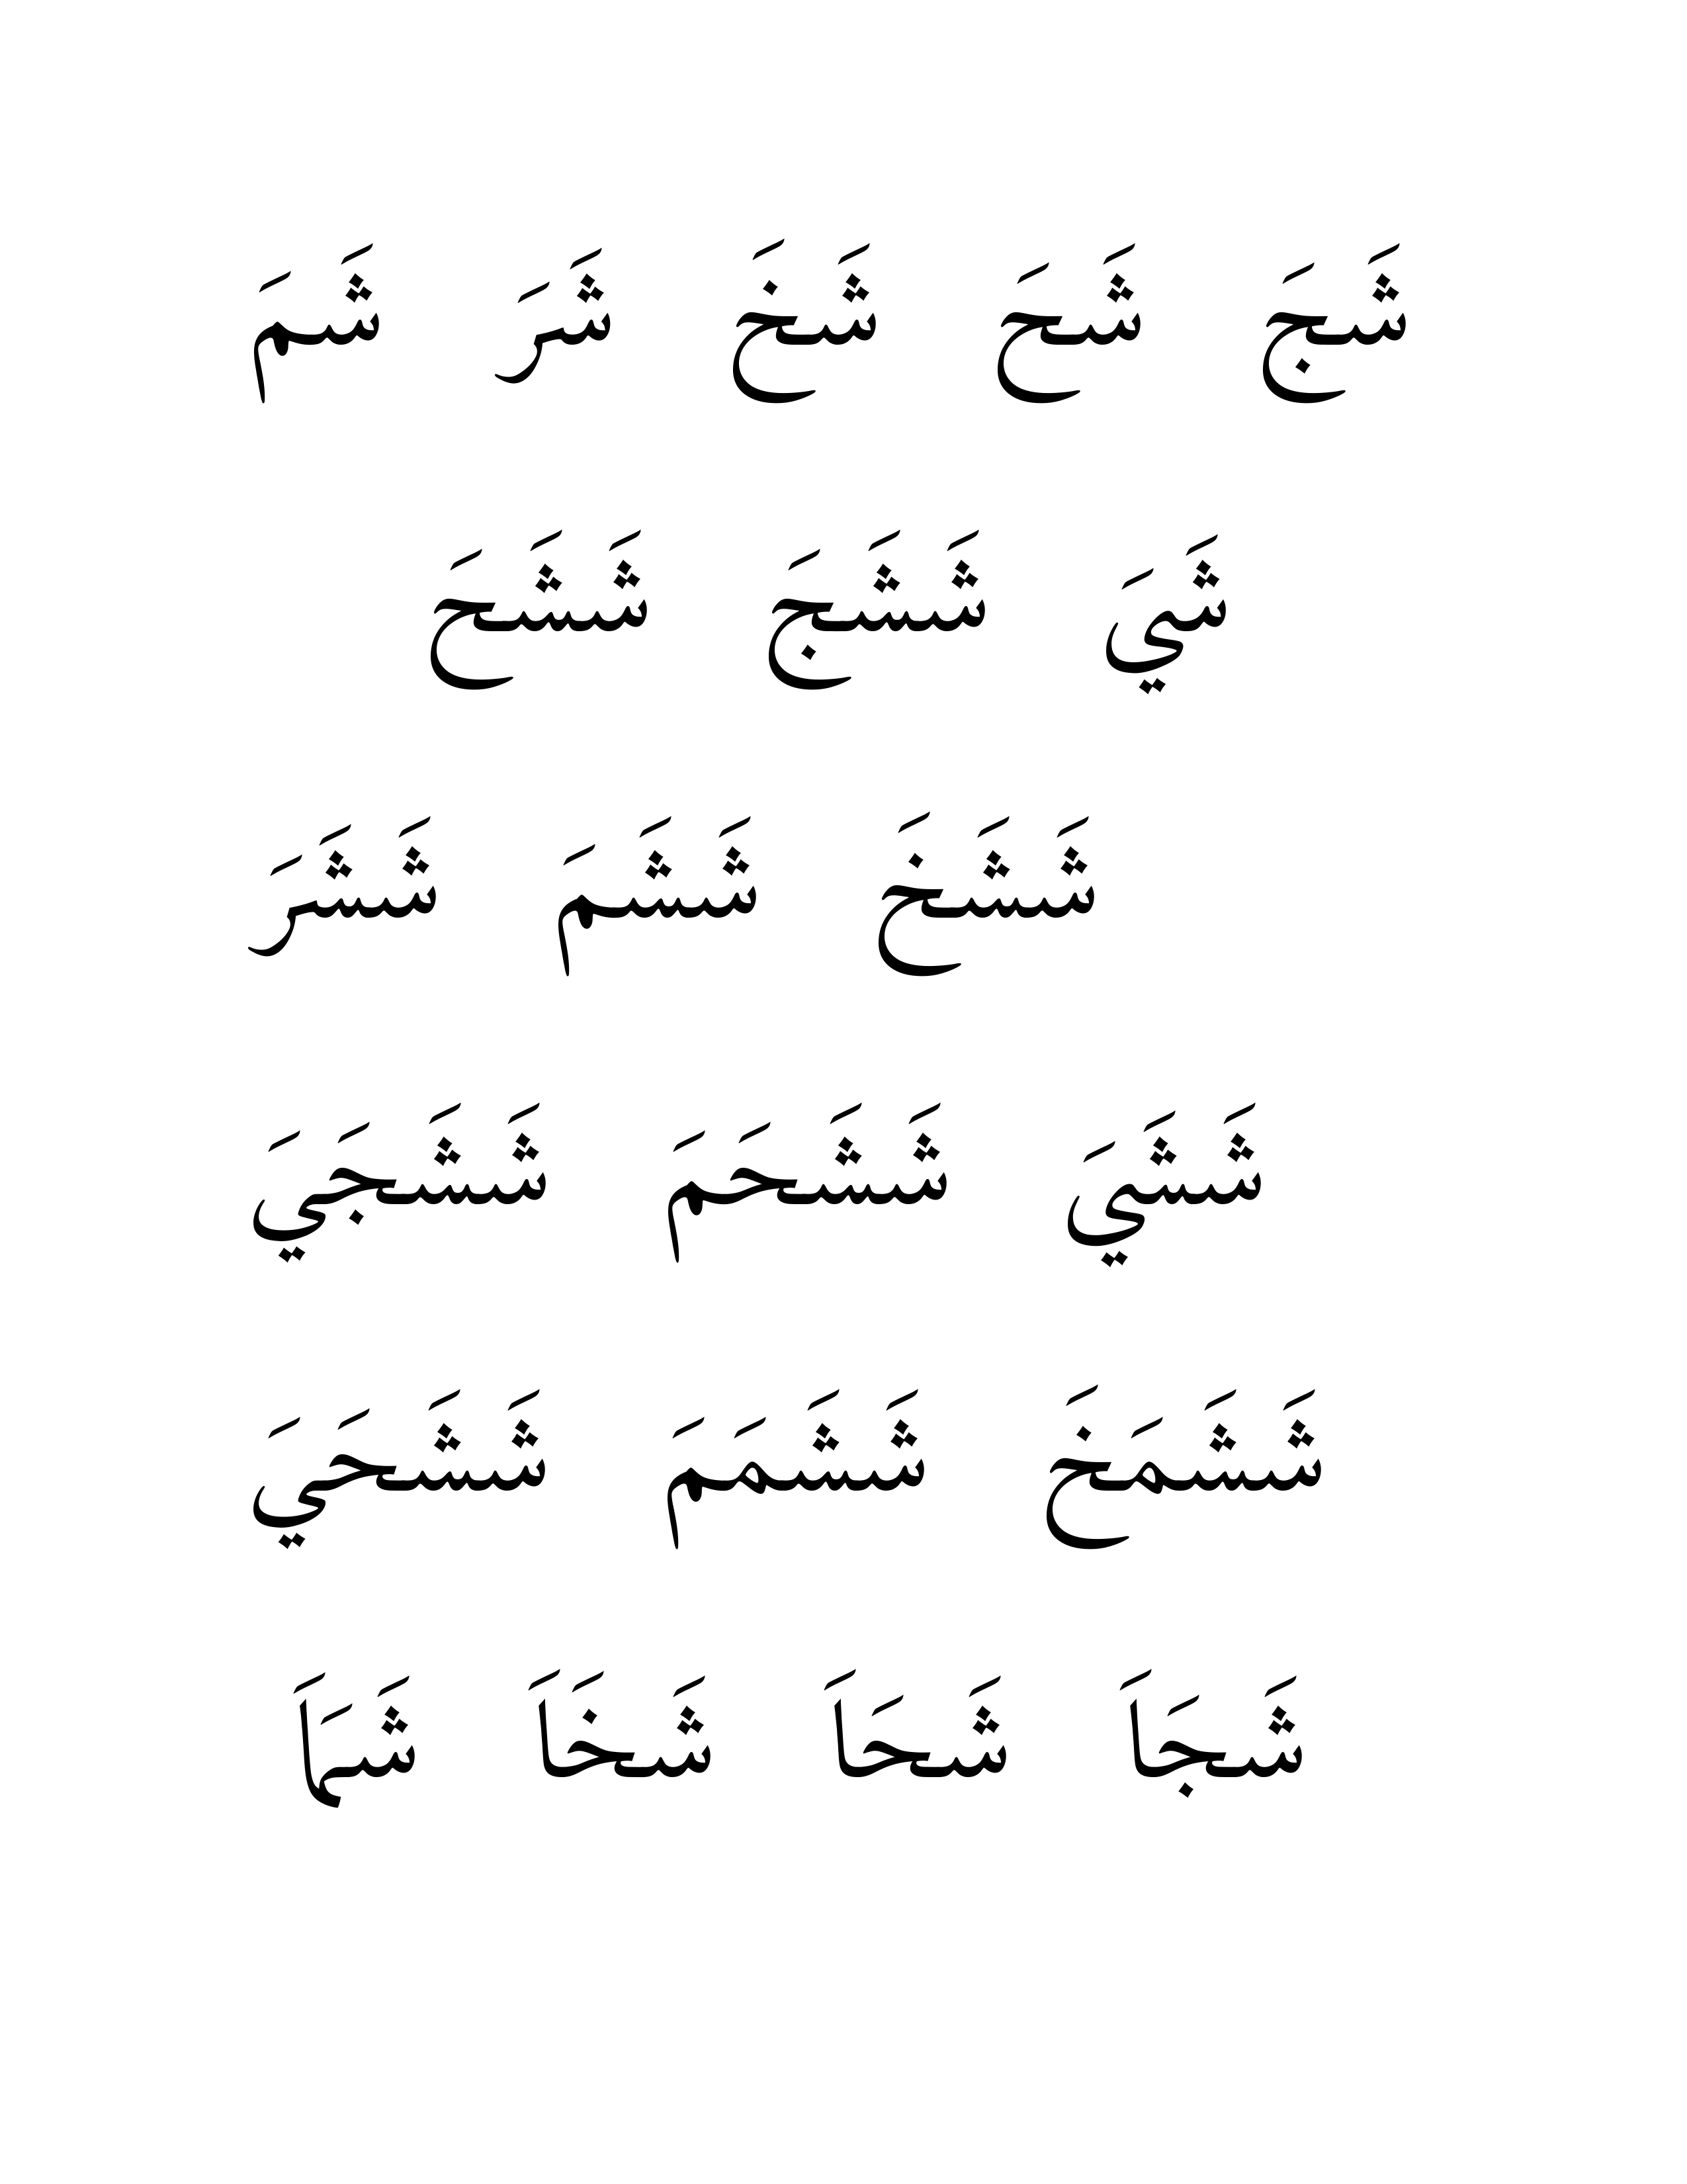 شَجَ شَحَ شَخَ شَرَ شَمَ
شَيَ شَشَجَ شَشَحَ
شَشَخَ شَشَمَ شَشَرَ
شَشَيَ شَشَحَمَ شَشَجَيَ
شَشَمَخَ شَشَمَمَ شَشَحَيَ
شَجَاَ شَحَاَ شَخَاَ شَمَاَ